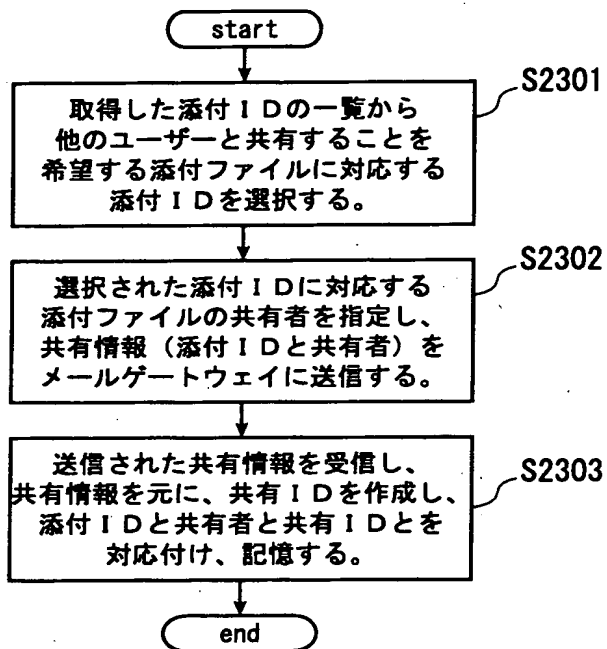 start
S2301
取得した添付ＩＤの一覧から
他のユーザーと共有することを
希望する添付ファイルに対応する
添付ＩＤを選択する。
S2302
選択された添付ＩＤに対応する
添付ファイルの共有者を指定し、
共有情報（添付ＩＤと共有者）を
メールゲートウェイに送信する。
S2303
送信された共有情報を受信し、
共有情報を元に、共有ＩＤを作成し、
添付ＩＤと共有者と共有ＩＤとを
対応付け、記憶する。
end